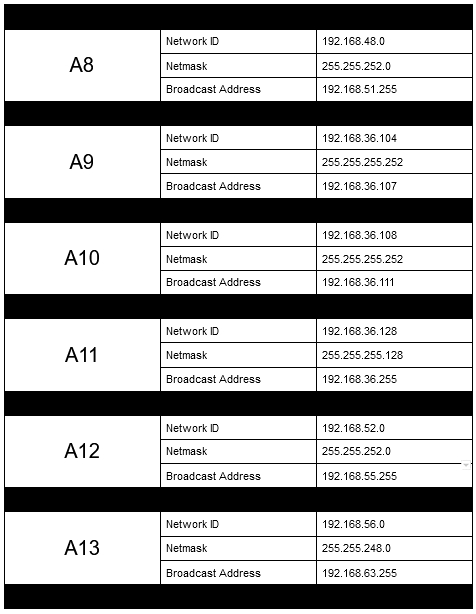 A8
Network ID 192.168.48.0
Netmask 255.255.252.0
Broadcast Address 192.168.51.255
A9
Network ID 192.168.36.104
Netmask 255.255.255.252
Broadcast Address 192.168.36.107
A10
Network ID 192.168.36.108
Netmask 255.255.255.252
Broadcast Address 192.168.36.111
A11
Network ID 192.168.36.128
Netmask 255.255.255.128
Broadcast Address 192.168.36.255
A12
Network ID 192.168.52.0
Netmask 255.255.252.0
Broadcast Address 192.168.55.255
A13
Network ID 192.168.56.0
Netmask 255.255.248.0
Broadcast Address 192.168.63.255